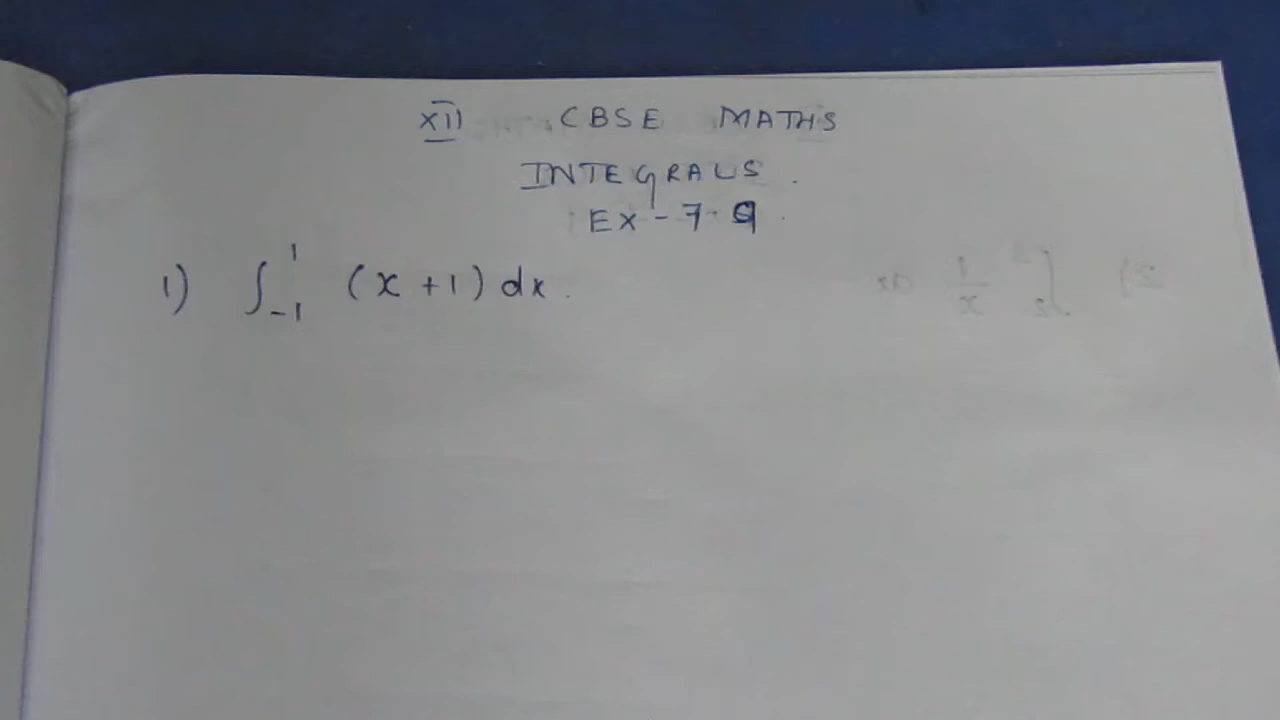 XII CBSE MATHS
INTEGRALS.
EX-7.9.
1) ∫₋₁¹ (x+1) dx.